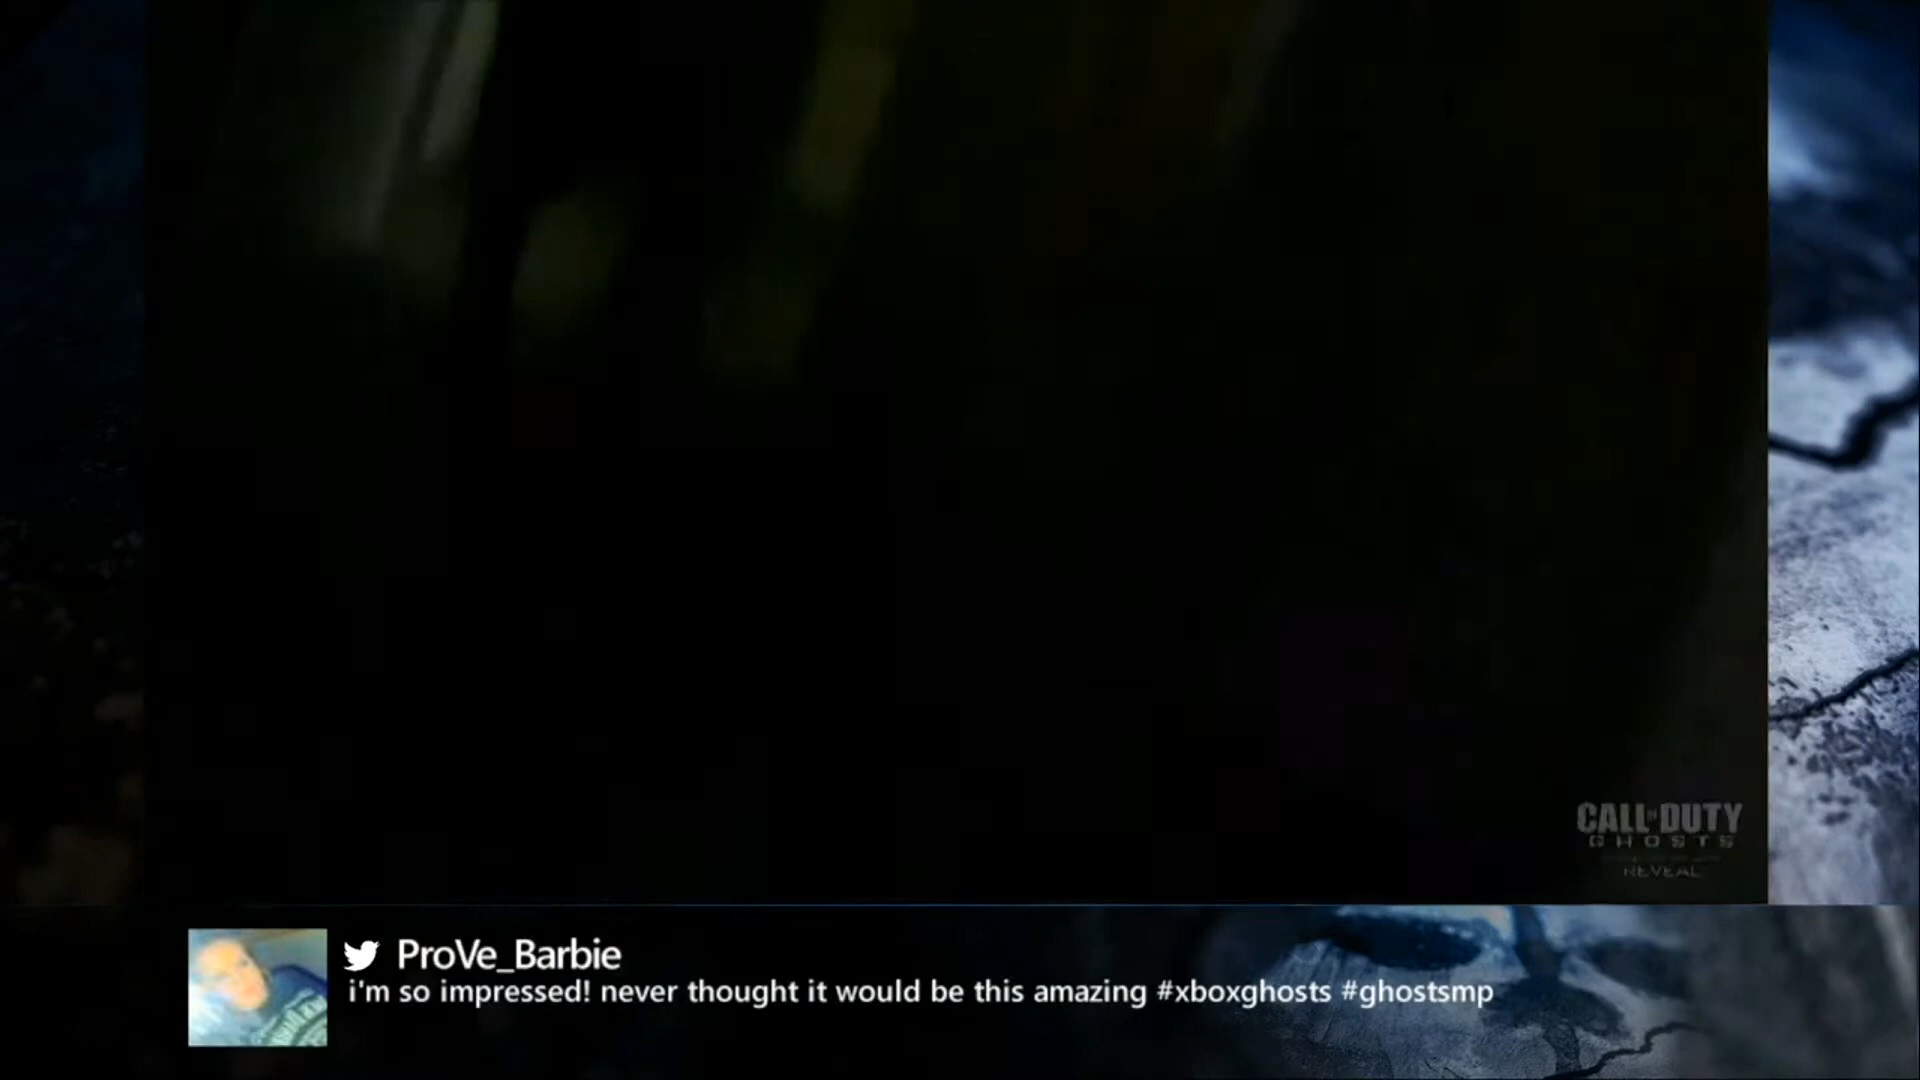 CALL OF DUTY
GHOSTS
REVEAL
ProVe_Barbie
i'm so impressed! never thought it would be this amazing #xboxghosts #ghostsmp